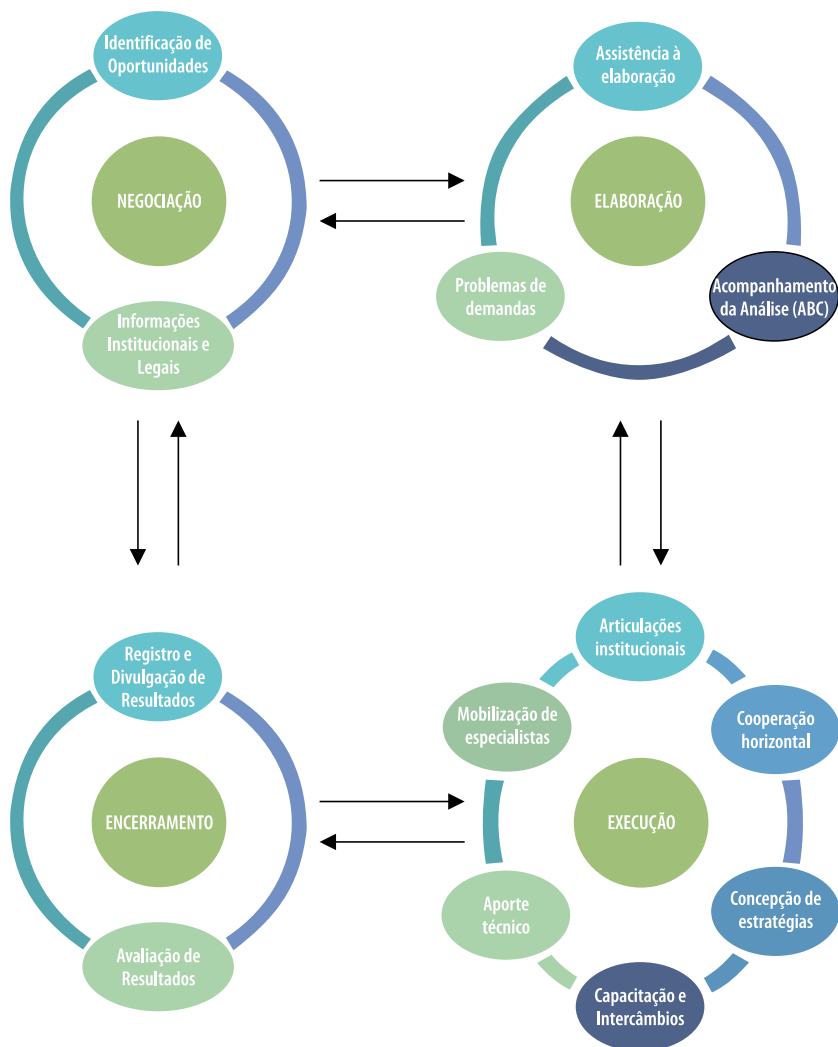 Identificação de
Oportunidades
NEGOCIAÇÃO
Informações
Institucionais e
Legais
Assistência à
elaboração
ELABORAÇÃO
Problemas de
demandas
Acompanhamento
da Análise (ABC)
Registro e
Divulgação de
Resultados
ENCERRAMENTO
Avaliação de
Resultados
Articulações
institucionais
Mobilização de
especialistas
Cooperação
horizontal
EXECUÇÃO
Aporte
técnico
Concepção de
estratégias
Capacitação e
Intercâmbios